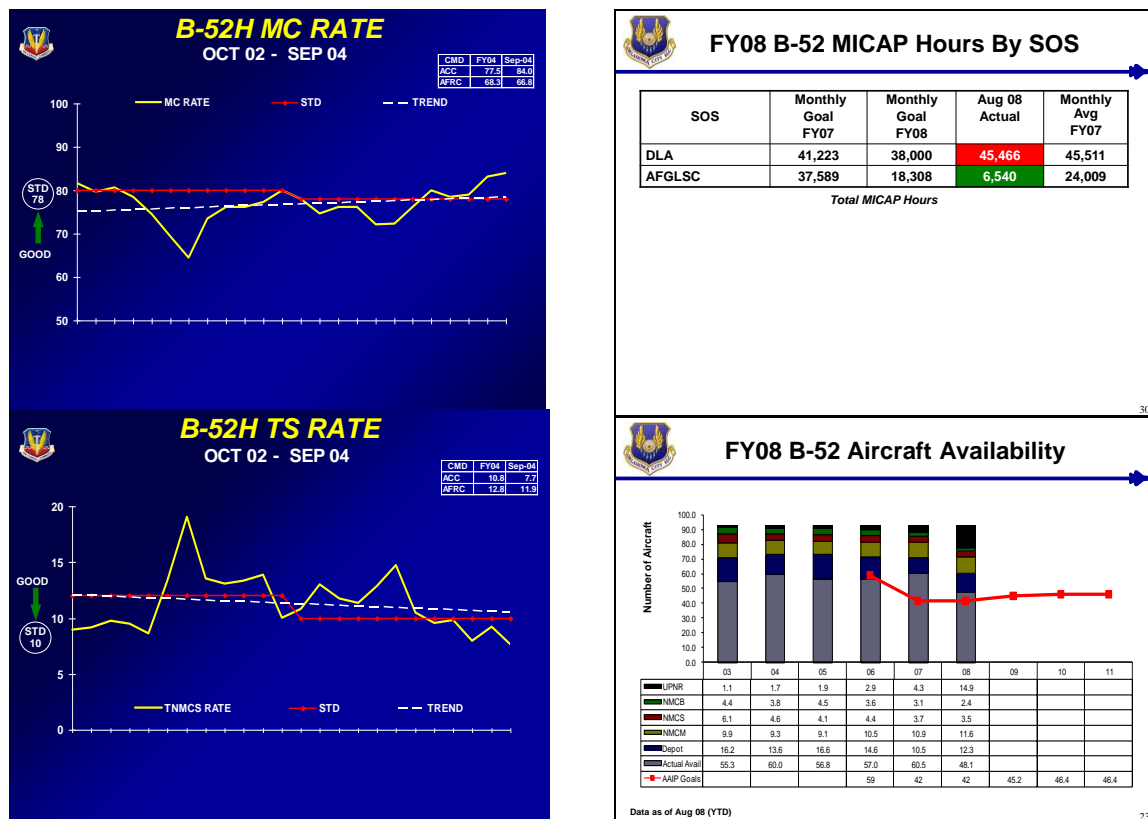 B-52H MC RATE
OCT 02 - SEP 04
CMD FY04 Sep-04
ACC 77.5 84.0
AFRC 68.3 66.8
MC RATE STD TREND
100
90
80
70
60
50
STD
78
GOOD
FY08 B-52 MICAP Hours By SOS
SOS Monthly Goal FY07 Monthly Goal FY08 Aug 08 Actual Monthly Avg FY07
DLA 41,223 38,000 45,466 45,511
AFGLSC 37,589 18,308 6,540 24,009
Total MICAP Hours
30
B-52H TS RATE
OCT 02 - SEP 04
CMD FY04 Sep-04
ACC 10.8 7.7
AFRC 12.8 11.9
20
15
10
5
0
GOOD
STD
10
TNMCS RATE STD TREND
OKLAHOMA CITY ALC
FY08 B-52 Aircraft Availability
Number of Aircraft
100.0
90.0
80.0
70.0
60.0
50.0
40.0
30.0
20.0
10.0
0.0
03 04 05 06 07 08 09 10 11
UPNR 1.1 1.7 1.9 2.9 4.3 14.9
NMCB 4.4 3.8 4.5 3.6 3.1 2.4
NMCS 6.1 4.6 4.1 4.4 3.7 3.5
NMCM 9.9 9.3 9.1 10.5 10.9 11.6
Depot 16.2 13.6 16.6 14.6 10.5 12.3
Actual Avail 55.3 60.0 56.8 57.0 60.5 48.1
AAIP Goals 59 42 42 45.2 46.4 46.4
Data as of Aug 08 (YTD)